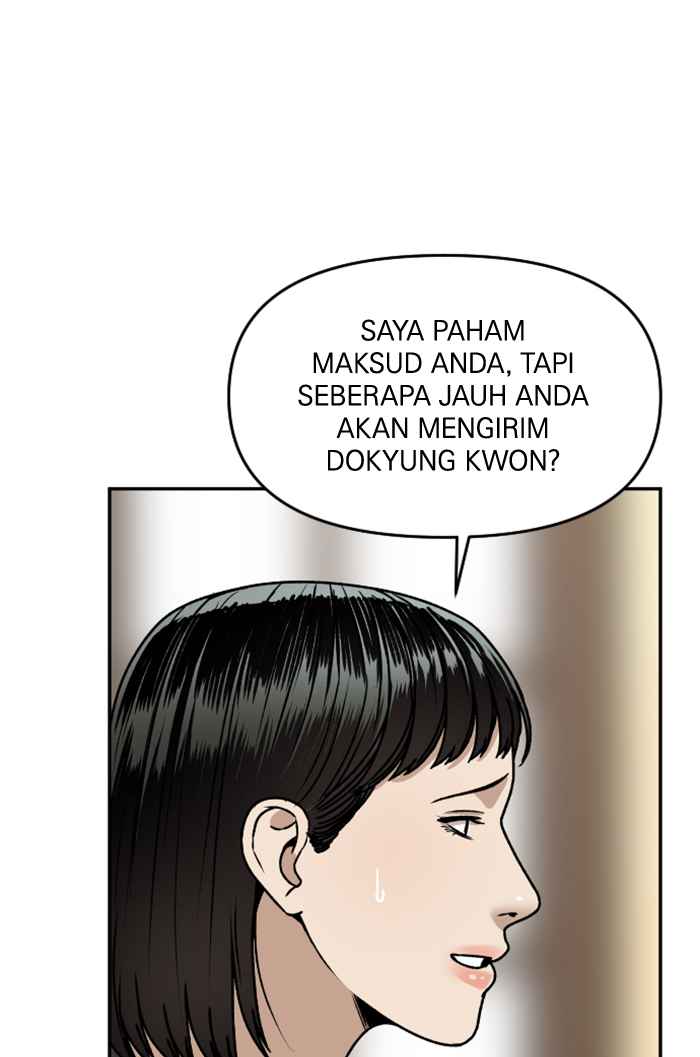 SAYA PAHAM
MAKSUD ANDA, TAPI
SEBERAPA JAUH ANDA
AKAN MENGIRIM
DOKYUNG KWON?